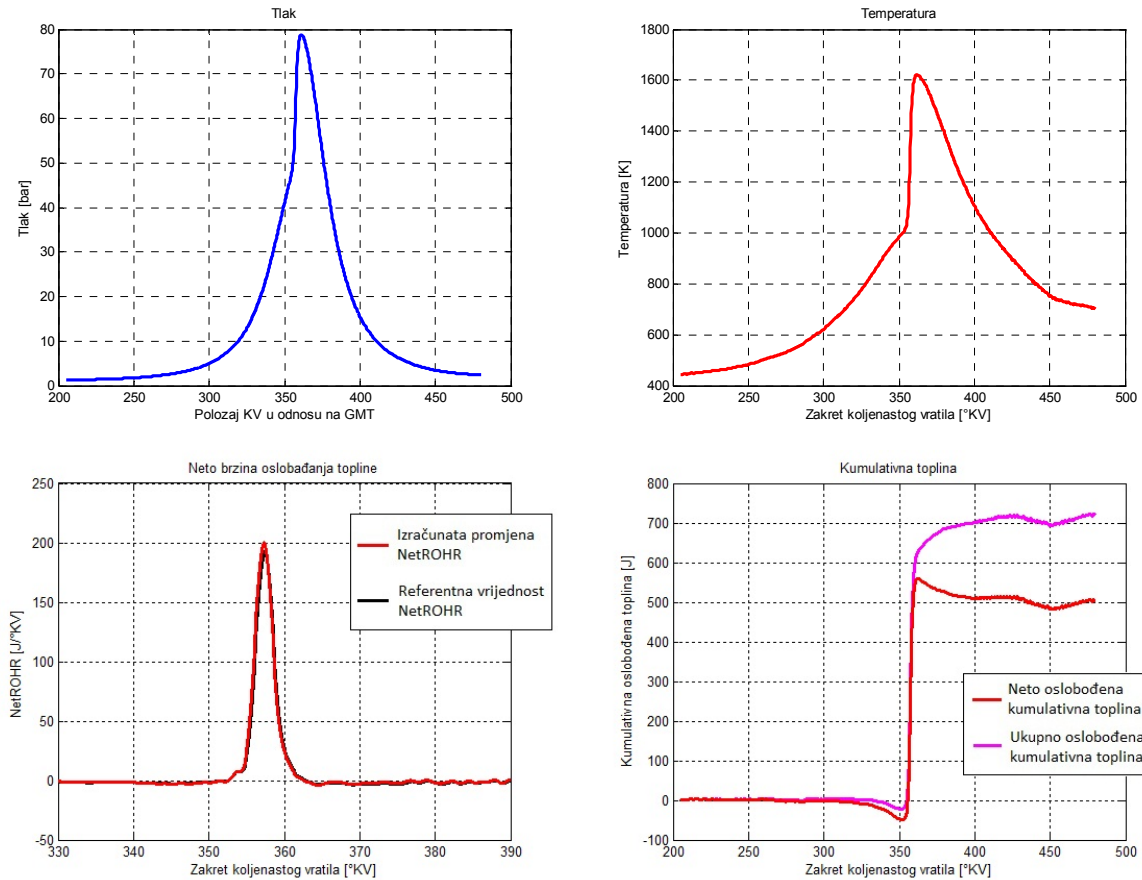 Tlak
80
70
60
50
40
30
20
10
0
Tlak [bar]
200 250 300 350 400 450 500
Polozaj KV u odnosu na GMT
Temperatura
1800
1600
1400
1200
1000
800
600
400
Temperatura [K]
200 250 300 350 400 450 500
Zakret koljenastog vratila [°KV]
Neto brzina oslobađanja topline
250
200
150
100
50
0
-50
NetROHR [J/°KV]
Izračunata promjena
NetROHR
Referentna vrijednost
NetROHR
330 340 350 360 370 380 390
Zakret koljenastog vratila [°KV]
Kumulativna toplina
800
700
600
500
400
300
200
100
0
-100
Kumulativna oslobođena toplina [J]
Neto oslobođena
kumulativna toplina
Ukupno oslobođena
kumulativna toplina
200 250 300 350 400 450 500
Zakret koljenastog vratila [°KV]